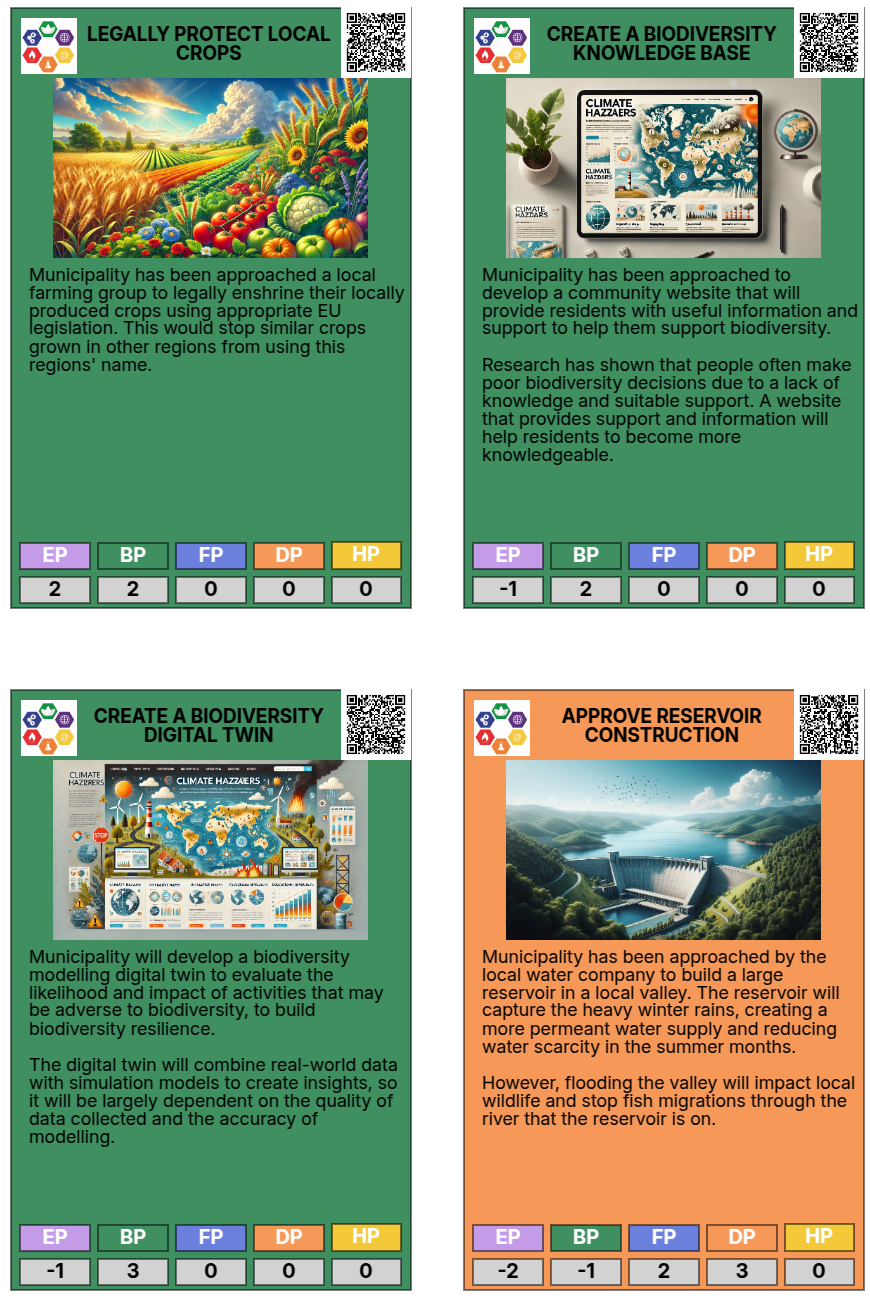 LEGALLY PROTECT LOCAL
CROPS
Municipality has been approached a local
farming group to legally enshrine their locally
produced crops using appropriate EU
legislation. This would stop similar crops
grown in other regions from using this
regions' name.
EP BP FP DP HP
2 2 0 0 0
CREATE A BIODIVERSITY
KNOWLEDGE BASE
CLIMATE
HAZZAERS
Municipality has been approached to
develop a community website that will
provide residents with useful information and
support to help them support biodiversity.
Research has shown that people often make
poor biodiversity decisions due to a lack of
knowledge and suitable support. A website
that provides support and information will
help residents to become more
knowledgeable.
EP BP FP DP HP
-1 2 0 0 0
CREATE A BIODIVERSITY
DIGITAL TWIN
CLIMATE
CLIMATE HAZZAERS
STOP
Municipality will develop a biodiversity
modelling digital twin to evaluate the
likelihood and impact of activities that may
be adverse to biodiversity, to build
biodiversity resilience.
The digital twin will combine real-world data
with simulation models to create insights, so
it will be largely dependent on the quality of
data collected and the accuracy of
modelling.
EP BP FP DP HP
-1 3 0 0 0
APPROVE RESERVOIR
CONSTRUCTION
Municipality has been approached by the
local water company to build a large
reservoir in a local valley. The reservoir will
capture the heavy winter rains, creating a
more permeant water supply and reducing
water scarcity in the summer months.
However, flooding the valley will impact local
wildlife and stop fish migrations through the
river that the reservoir is on.
EP BP FP DP HP
-2 -1 2 3 0